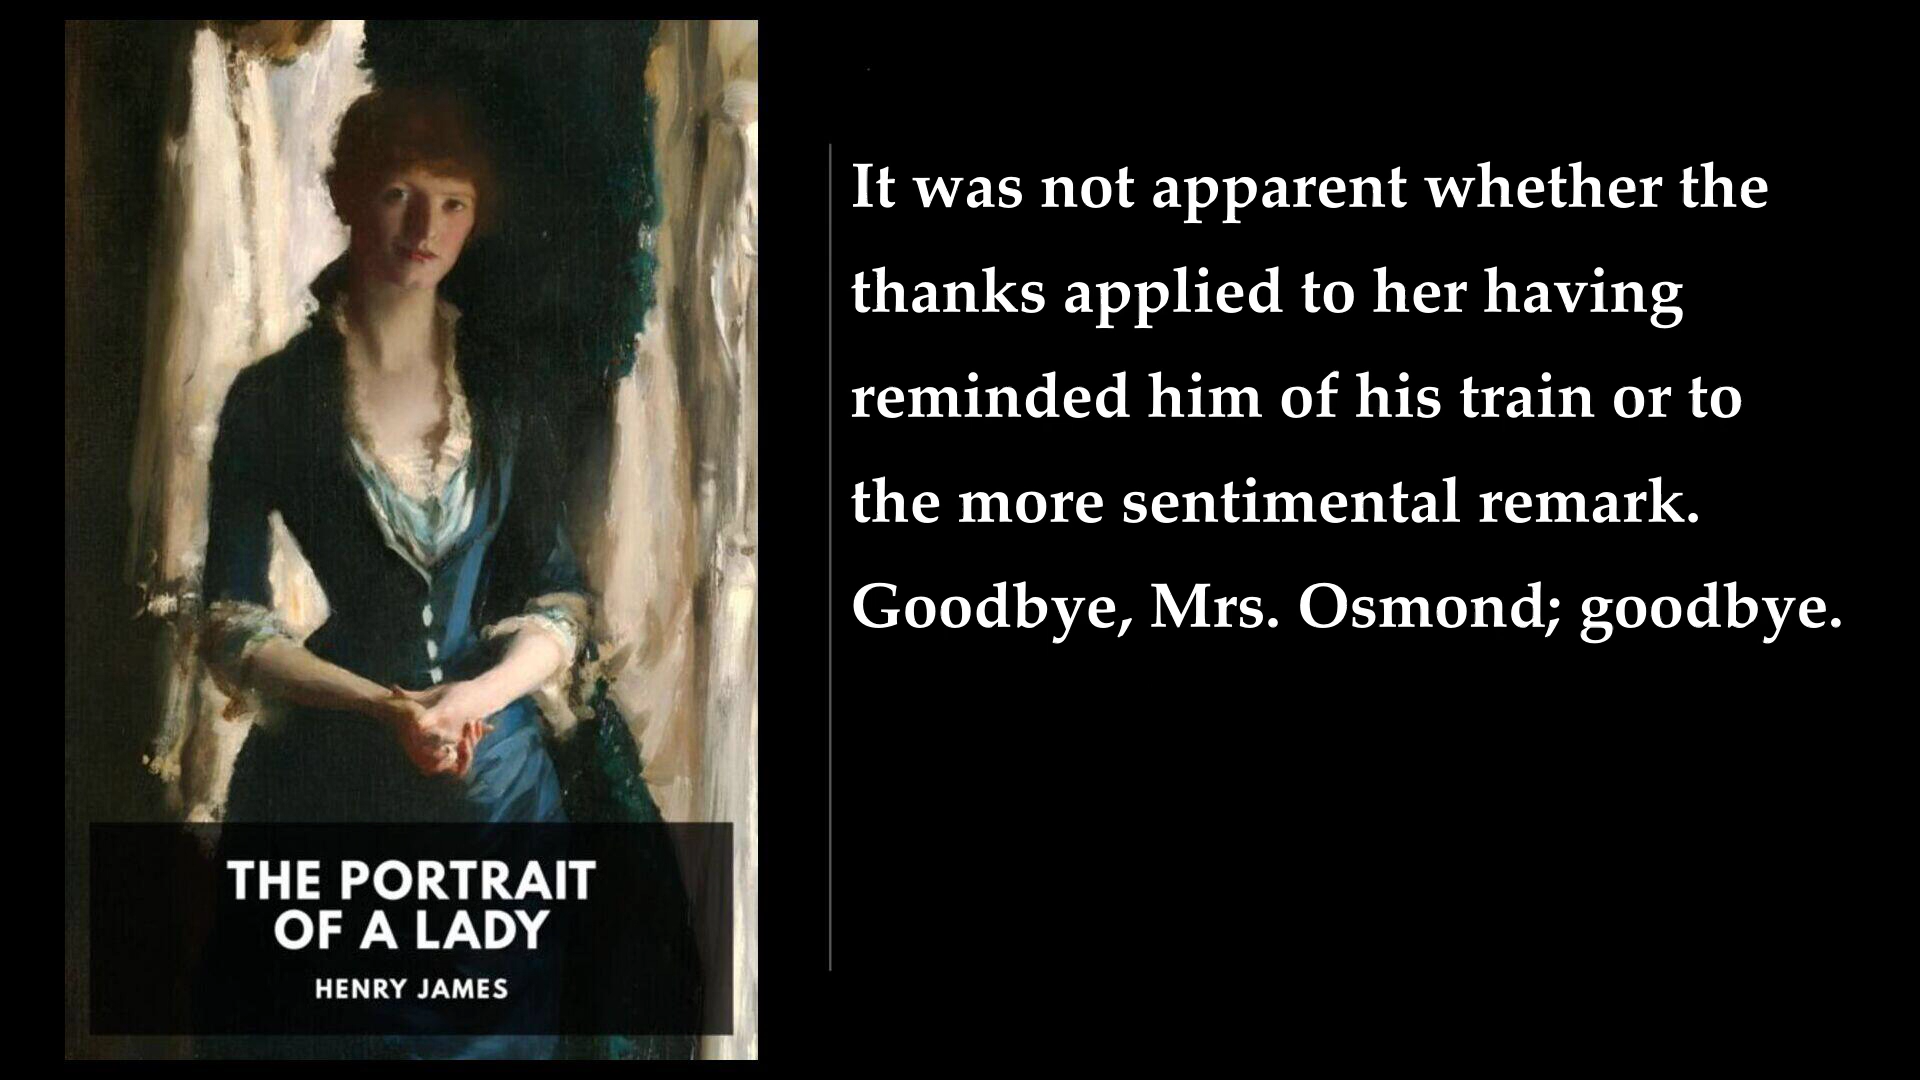 It was not apparent whether the
thanks applied to her having
reminded him of his train or to
the more sentimental remark.
Goodbye, Mrs. Osmond; goodbye.
THE PORTRAIT
OF A LADY
HENRY JAMES